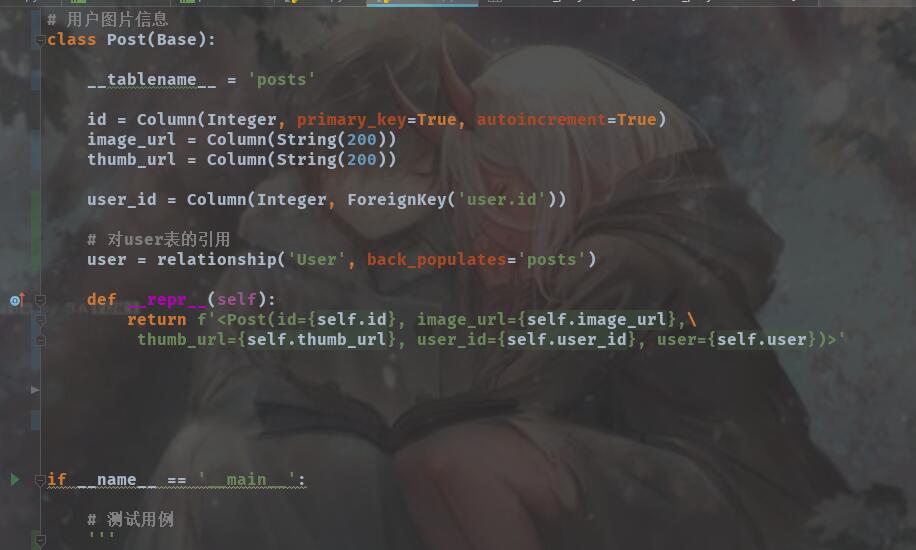 # 用户图片信息
class Post(Base):
__tablename__ = 'posts'
id = Column(Integer, primary_key=True, autoincrement=True)
image_url = Column(String(200))
thumb_url = Column(String(200))
user_id = Column(Integer, ForeignKey('user.id'))
# 对user表的引用
user = relationship('User', back_populates='posts')
def __repr__(self):
return f'<Post(id={self.id}, image_url={self.image_url},\
thumb_url={self.thumb_url}, user_id={self.user_id}, user={self.user})>'
if __name__ == '__main__':
# 测试用例
'''